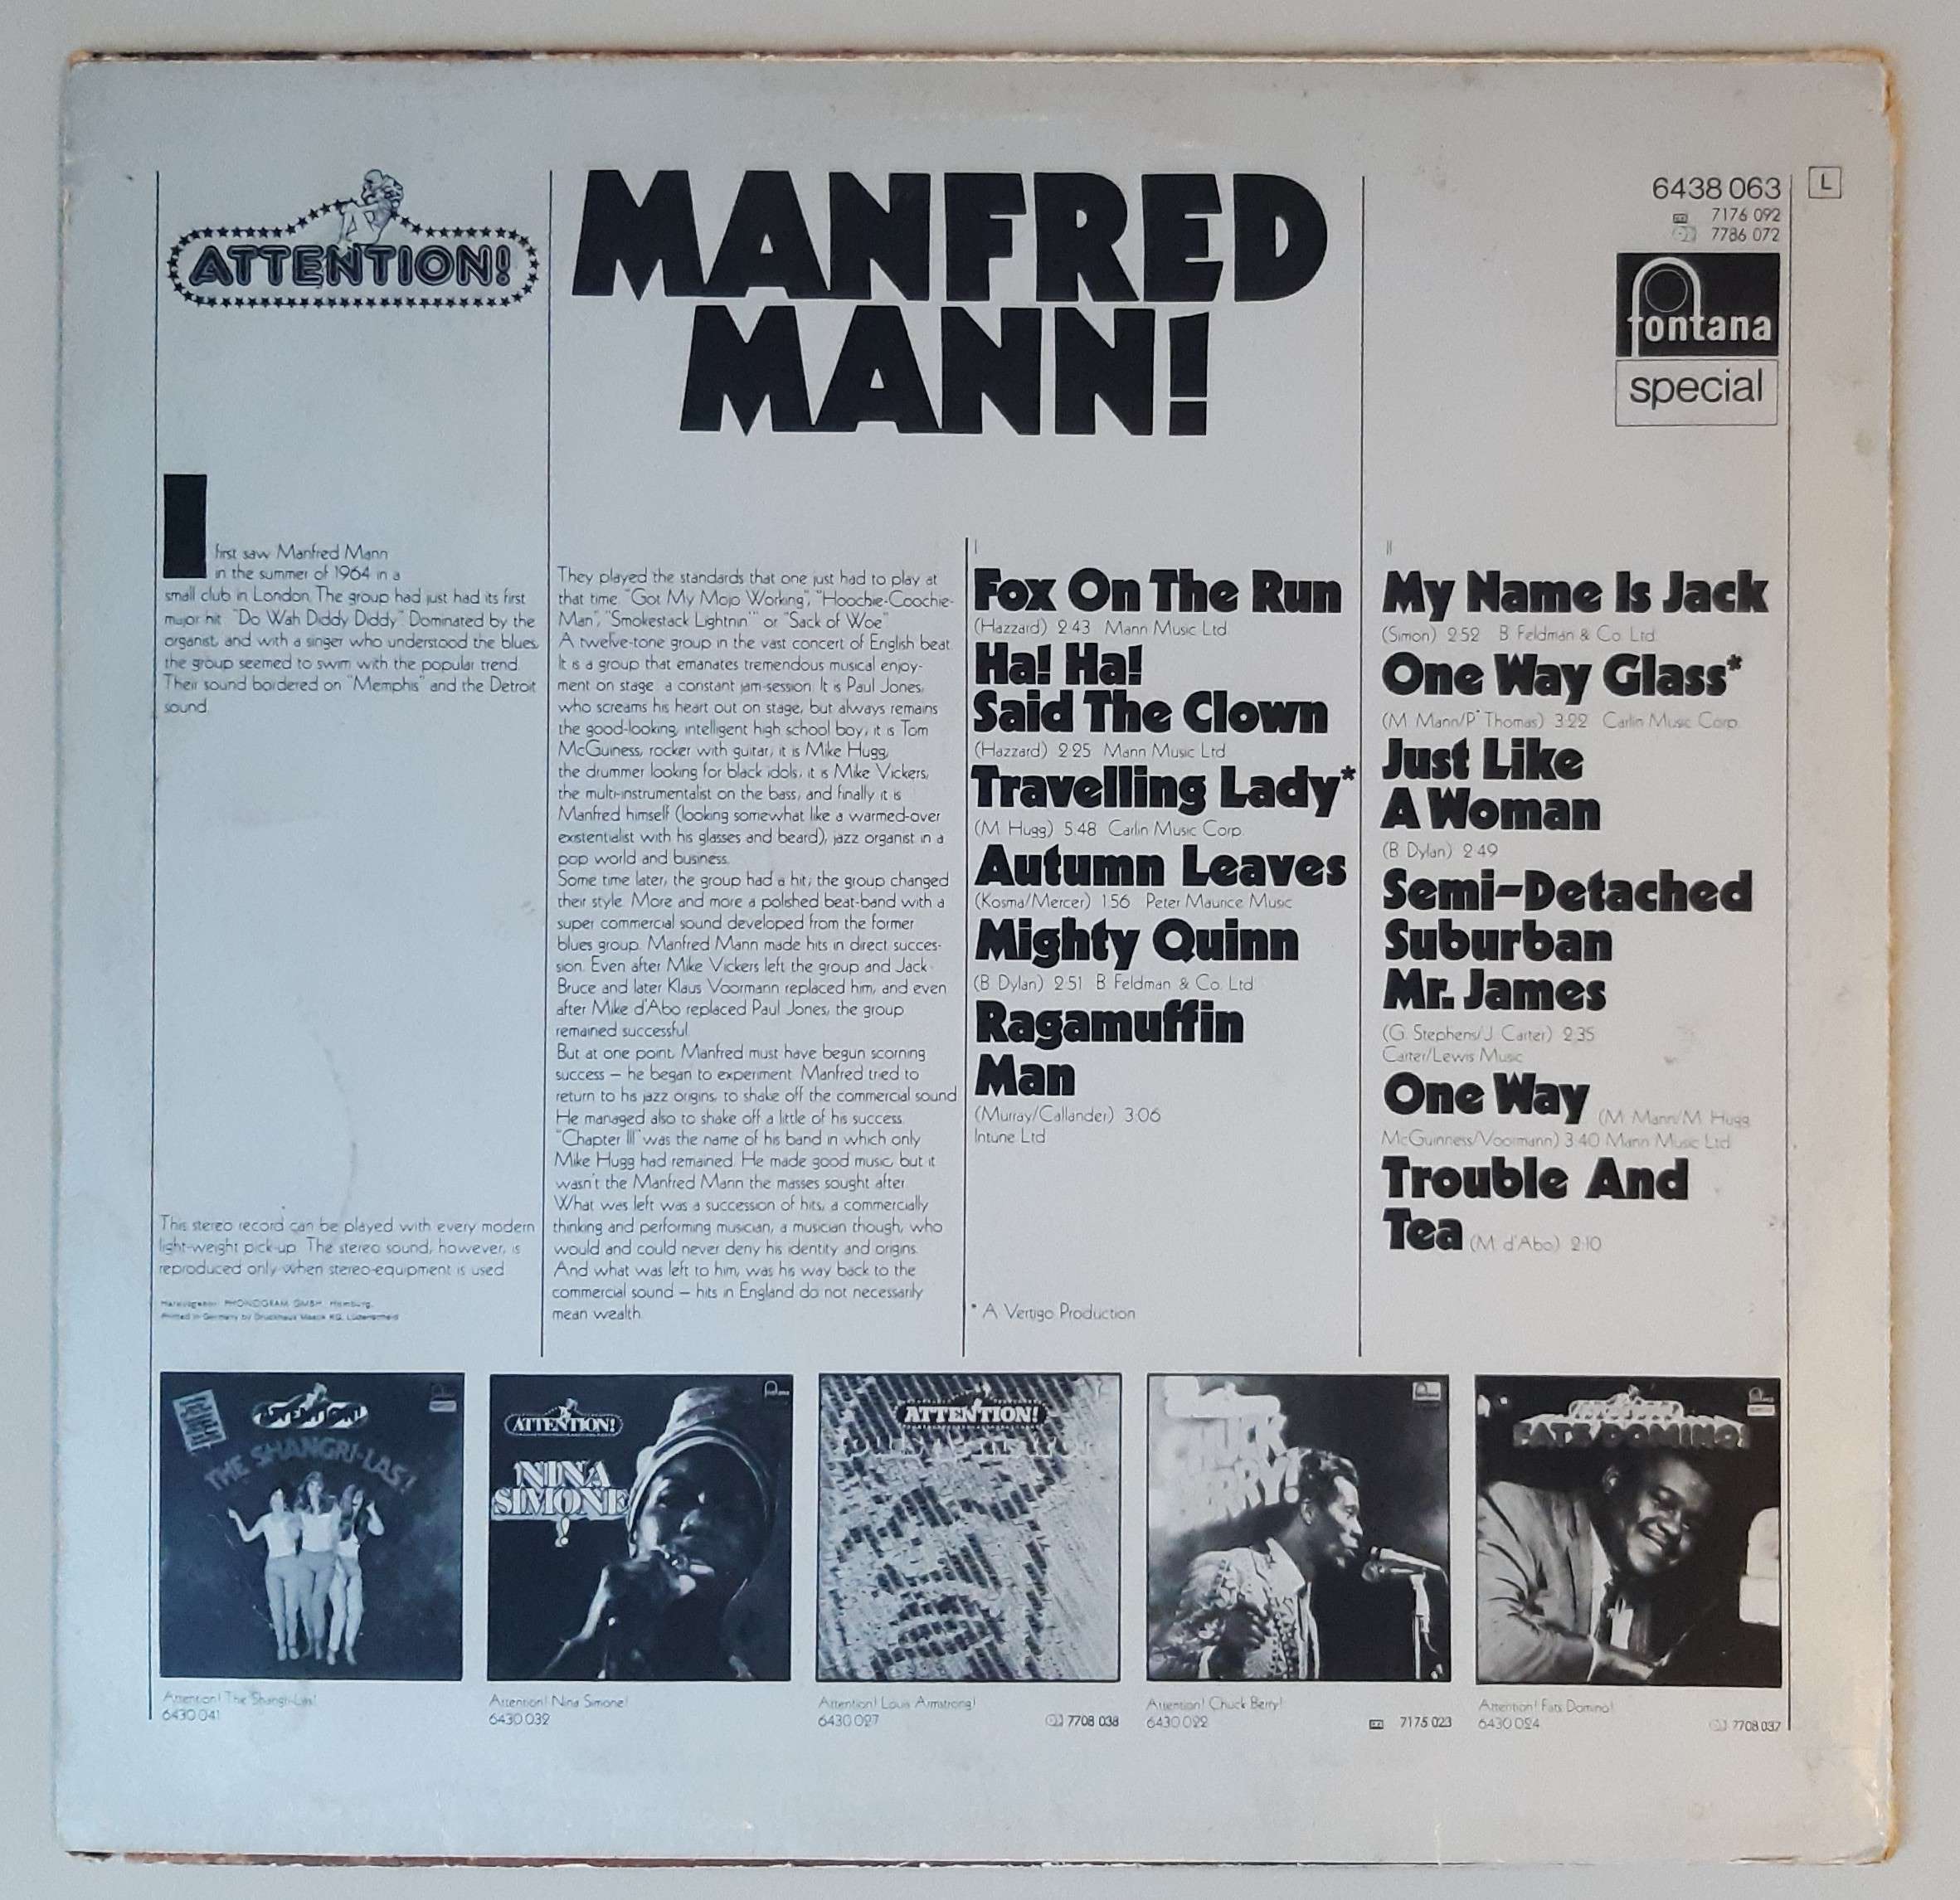 ATTENTION!
MANFRED
MANN!
6438 063
L
7176 092
7786 072
fontana
special
I
first saw Manfred Mann
in the summer of 1964 in a
small club in London. The group had just had its first
major hit "Do Wah Diddy Diddy" Dominated by the
organist, and with a singer who understood the blues,
the group seemed to swim with the popular trend.
Their sound bordered on "Memphis" and the Detroit
sound.
This stereo record can be played with every modern
light-weight pick-up. The stereo sound, however, is
reproduced only when stereo-equipment is used
Herausgeber: PHONOGRAM GMBH, Hamburg,
Printed in Germany by Druckhaus Maack KG, Lüdenscheid
They played the standards that one just had to play at
that time "Got My Mojo Working", "Hoochie-Coochie-
Man", "Smokestack Lightnin'" or "Sack of Woe"
A twelve-tone group in the vast concert of English beat.
It is a group that emanates tremendous musical enjoy-
ment on stage a constant jam-session. It is Paul Jones,
who screams his heart out on stage, but always remains
the good-looking, intelligent high school boy; it is Tom
McGuiness, rocker with guitar; it is Mike Hugg,
the drummer looking for black idols; it is Mike Vickers,
the multi-instrumentalist on the bass; and finally it is
Manfred himself (looking somewhat like a warmed-over
existentialist with his glasses and beard), jazz organist in a
pop world and business.
Some time later, the group had a hit; the group changed
their style. More and more a polished beat-band with a
super commercial sound developed from the former
blues group. Manfred Mann made hits in direct succes-
sion. Even after Mike Vickers left the group and Jack
Bruce and later Klaus Voormann replaced him, and even
after Mike d'Abo replaced Paul Jones, the group
remained successful.
But at one point, Manfred must have begun scorning
success – he began to experiment. Manfred tried to
return to his jazz origins, to shake off the commercial sound
He managed also to shake off a little of his success.
"Chapter III" was the name of his band in which only
Mike Hugg had remained. He made good music, but it
wasn't the Manfred Mann the masses sought after.
What was left was a succession of hits, a commercially
thinking and performing musician, a musician though, who
would and could never deny his identity and origins.
And what was left to him, was his way back to the
commercial sound – hits in England do not necessarily
mean wealth.
I
Fox On The Run
(Hazzard) 2:43 Mann Music Ltd.
Ha! Ha!
Said The Clown
(Hazzard) 2:25 Mann Music Ltd.
Travelling Lady*
(M. Hugg) 5:48 Carlin Music Corp.
Autumn Leaves
(Kosma/Mercer) 1:56 Peter Maurice Music
Mighty Quinn
(B. Dylan) 2:51 B. Feldman & Co. Ltd.
Ragamuffin
Man
(Murray/Callander) 3:06
Intune Ltd.
* A Vertigo Production
II
My Name Is Jack
(Simon) 2:52 B. Feldman & Co. Ltd.
One Way Glass*
(M. Mann/P. Thomas) 3:22 Carlin Music Corp.
Just Like
A Woman
(B. Dylan) 2:49
Semi-Detached
Suburban
Mr. James
(G. Stephens/J. Carter) 2:35
Carter/Lewis Music
One Way (M. Mann/M. Hugg
McGuinness/Voormann) 3:40 Mann Music Ltd.
Trouble And
Tea (M. d'Abo) 2:10
ATTENTION!
THE SHANGRI-LAS!
ATTENTION!
NINA
SIMONE
!
fontana
ATTENTION!
LOUIS ARMSTRONG
CHUCK
BERRY!
fontana
FATS DOMINO!
Attention! The Shangri-Las!
6430 041
Attention! Nina Simone!
6430 032
Attention! Louis Armstrong!
6430 027
7708 038
Attention! Chuck Berry!
6430 022
7175 023
Attention! Fats Domino!
6430 024
7708 037